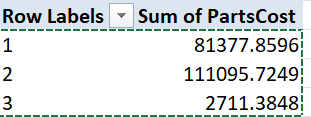 Row Labels Sum of PartsCost
1 81377.8596
2 111095.7249
3 2711.3848